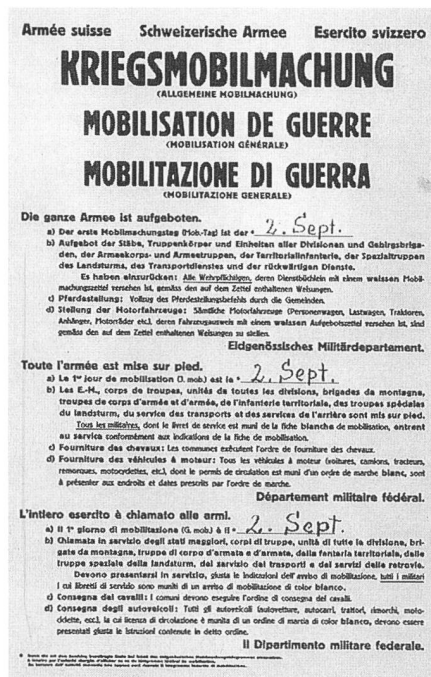 Armée suisse Schweizerische Armee Esercito svizzero
KRIEGSMOBILMACHUNG
(ALLGEMEINE MOBILMACHUNG)
MOBILISATION DE GUERRE
(MOBILISATION GÉNÉRALE)
MOBILITAZIONE DI GUERRA
(MOBILITAZIONE GENERALE)
Die ganze Armee ist aufgeboten.
a) Der erste Mobilmachungstag (Mob.-Tag) ist der * 2. Sept.
b) Aufgebot der Stäbe, Truppenkörper und Einheiten aller Divisionen und Gebirgsbriga-
den, der Armeekorps- und Armeetruppen, der Territorialinfanterie, der Spezialtruppen
des Landsturms, des Transportdienstes und der rückwärtigen Dienste.
Es haben einzurücken: Alle Wehrpflichtigen, deren Dienstbüchlein mit einem weissen Mobil-
machungszettel versehen ist, gemäss den auf dem Zettel enthaltenen Weisungen.
c) Pferdestellung: Vollzug des Pferdestellungsbefehls durch die Gemeinden.
d) Stellung der Motorfahrzeuge: Sämtliche Motorfahrzeuge (Personenwagen, Lastwagen, Traktoren,
Anhänger, Motorräder etc.), deren Fahrzeugausweis mit einem weissen Aufgebotszettel versehen ist, sind
gemäss den auf dem Zettel enthaltenen Weisungen zu stellen.
Eidgenössisches Militärdepartement.
Toute l'armée est mise sur pied.
a) Le 1er jour de mobilisation (J. mob.) est le * 2. Sept.
b) Les E.-M., corps de troupes, unités de toutes les divisions, brigades de montagne,
troupes de corps d'armée et d'armée, de l'infanterie territoriale, des troupes spéciales
du landsturm, du service des transports et des services de l'arrière sont mis sur pied.
Tous les militaires, dont le livret de service est muni de la fiche blanche de mobilisation, entrent
au service conformément aux indications de la fiche de mobilisation.
c) Fourniture des chevaux: Les communes exécutent l'ordre de fourniture des chevaux.
d) Fourniture des véhicules à moteur: Tous les véhicules à moteur (voitures, camions, tracteurs,
remorques, motocyclettes, etc.), dont le permis de circulation est muni d'un ordre de marche blanc, sont
à présenter aux endroits et dates prescrits par l'ordre de marche.
Département militaire fédéral.
L'intiero esercito è chiamato alle armi.
a) Il 1° giorno di mobilitazione (G. mob.) è il * 2. Sept.
b) Chiamata in servizio degli stati maggiori, corpi di truppe, unità di tutte le divisione, bri-
gate da montagna, truppe di corpo d'armata e d'armata, della fanteria territoriale, delle
truppe speziale della landsturm, del servizio dei trasporti e dei servizi delle retrovie.
Devono presentarsi in servizio, giusta le indicazioni dell'avviso di mobilitazione, tutti i militari
i cui libretti di servizio sono muniti di un avviso di mobilitazione di color bianco.
c) Consegna dei cavalli: I comuni devono eseguire l'ordine di consegna dei cavalli.
d) Consegna degli autoveicoli: Tutti gli autoveicoli (autovetture, autocarri, trattori, rimorchi, moto-
ciclette, ecc.), la cui licenza di circolazione è munita di un ordine di marcia di color bianco, devono essere
presentati giusta le istruzioni contenute in detto ordine.
Il Dipartimento militare federale.